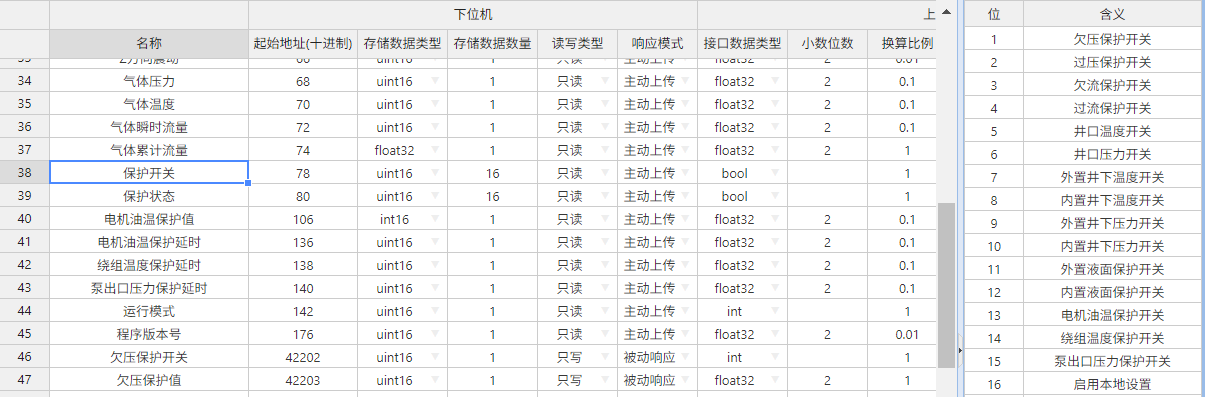 下位机 上 位 含义
名称 起始地址(十进制) 存储数据类型 存储数据数量 读写类型 响应模式 接口数据类型 小数位数 换算比例
34 气体压力 68 uint16 1 只读 主动上传 float32 2 0.1
35 气体温度 70 uint16 1 只读 主动上传 float32 2 0.1
36 气体瞬时流量 72 uint16 1 只读 主动上传 float32 2 0.1
37 气体累计流量 74 float32 1 只读 主动上传 float32 2 1
38 保护开关 78 uint16 16 只读 主动上传 bool 1
39 保护状态 80 uint16 16 只读 主动上传 bool 1
40 电机油温保护值 106 int16 1 只读 主动上传 float32 2 0.1
41 电机油温保护延时 136 uint16 1 只读 主动上传 float32 2 0.1
42 绕组温度保护延时 138 uint16 1 只读 主动上传 float32 2 0.1
43 泵出口压力保护延时 140 uint16 1 只读 主动上传 float32 2 0.1
44 运行模式 142 uint16 1 只读 主动上传 int 1
45 程序版本号 176 uint16 1 只读 主动上传 float32 2 0.01
46 欠压保护开关 42202 uint16 1 只写 被动响应 int 1
47 欠压保护值 42203 uint16 1 只写 被动响应 float32 2 1
1 欠压保护开关
2 过压保护开关
3 欠流保护开关
4 过流保护开关
5 井口温度开关
6 井口压力开关
7 外置井下温度开关
8 内置井下温度开关
9 外置井下压力开关
10 内置井下压力开关
11 外置液面保护开关
12 内置液面保护开关
13 电机油温保护开关
14 绕组温度保护开关
15 泵出口压力保护开关
16 启用本地设置